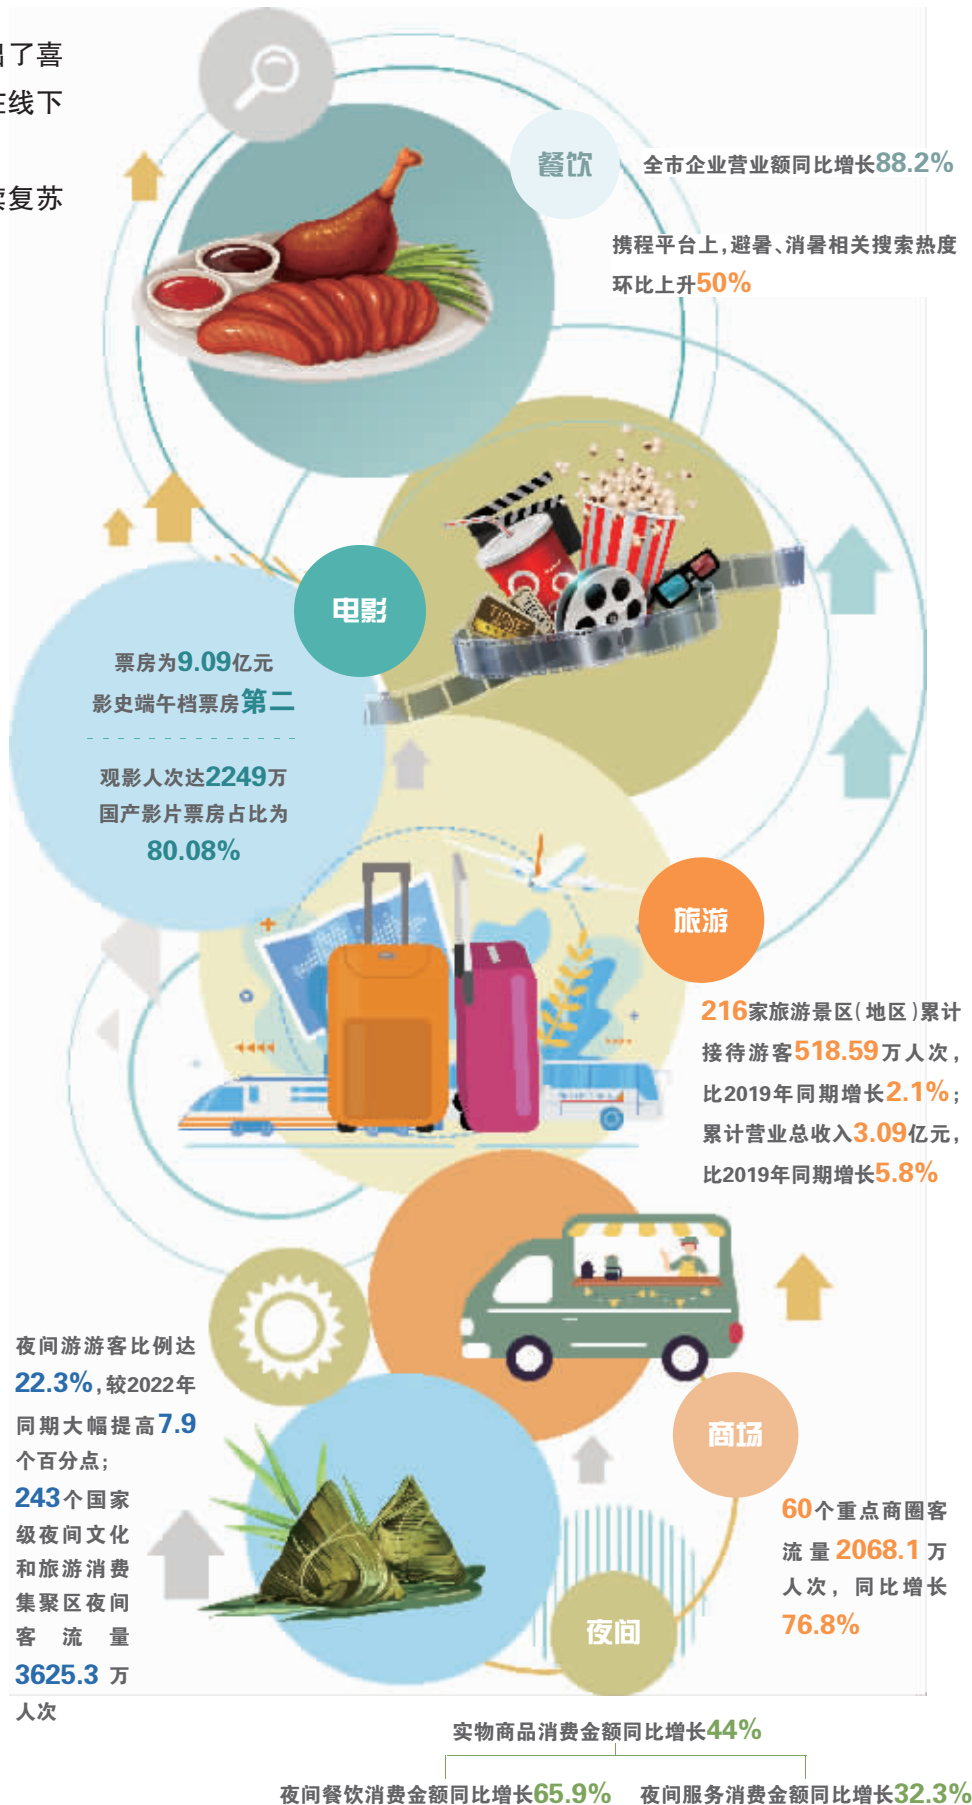 出了喜
在线下
续复苏
餐饮
全市企业营业额同比增长88.2%
携程平台上,避暑、消暑相关搜索热度
环比上升50%
电影
票房为9.09亿元
影史端午档票房第二
观影人次达2249万
国产影片票房占比为
80.08%
旅游
216家旅游景区(地区)累计
接待游客518.59万人次,
比2019年同期增长2.1%;
累计营业总收入3.09亿元,
比2019年同期增长5.8%
夜间游游客比例达
22.3%,较2022年
同期大幅提高7.9
个百分点;
243个国家
级夜间文化
和旅游消费
集聚区夜间
客流量
3625.3万
人次
商场
60个重点商圈客
流量2068.1万
人次,同比增长
76.8%
夜间
TICKET
实物商品消费金额同比增长44%
夜间餐饮消费金额同比增长65.9%
夜间服务消费金额同比增长32.3%